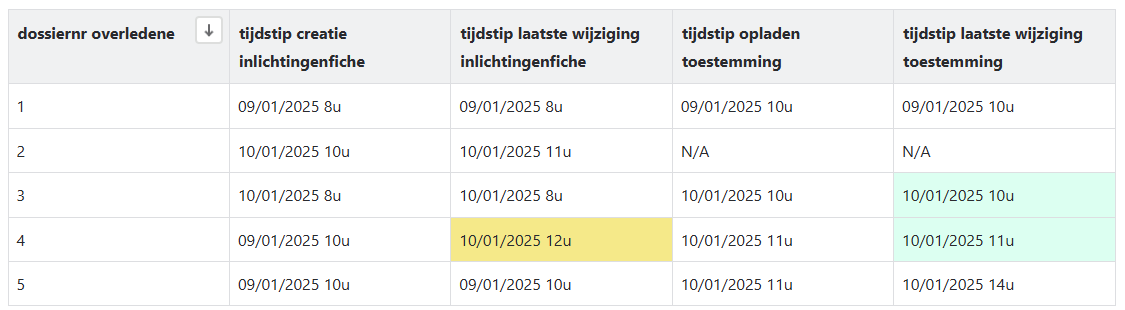 dossiernr overledene ↓ tijdstip creatie inlichtingenfiche tijdstip laatste wijziging inlichtingenfiche tijdstip opladen toestemming tijdstip laatste wijziging toestemming
1 09/01/2025 8u 09/01/2025 8u 09/01/2025 10u 09/01/2025 10u
2 10/01/2025 10u 10/01/2025 11u N/A N/A
3 10/01/2025 8u 10/01/2025 8u 10/01/2025 10u 10/01/2025 10u
4 09/01/2025 10u 10/01/2025 12u 10/01/2025 11u 10/01/2025 11u
5 09/01/2025 10u 09/01/2025 10u 10/01/2025 11u 10/01/2025 14u